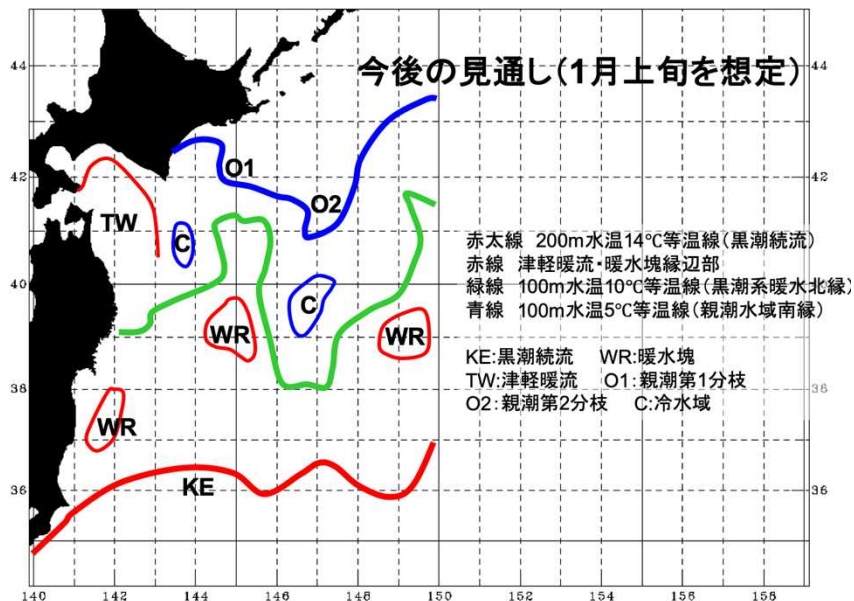 今後の見通し(1月上旬を想定)
44
44
O1
42
O2
42
TW
C
赤太線 200m水温14℃等温線(黒潮続流)
赤線 津軽暖流・暖水塊縁辺部
40
C
緑線 100m水温10℃等温線(黒潮系暖水北縁)
青線 100m水温5℃等温線(親潮水域南縁)
WR
WR
KE:黒潮続流 WR:暖水塊
38
TW:津軽暖流 O1:親潮第1分枝
38
O2:親潮第2分枝 C:冷水域
WR
36
KE
36
140 142 144 146 148 150 152 154 156 158